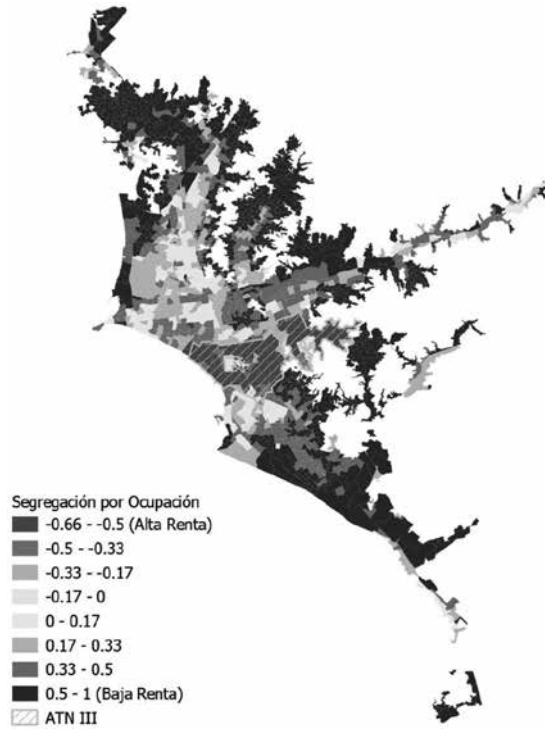 Segregación por Ocupación
-0.66 - -0.5 (Alta Renta)
-0.5 - -0.33
-0.33 - -0.17
-0.17 - 0
0 - 0.17
0.17 - 0.33
0.33 - 0.5
0.5 - 1 (Baja Renta)
ATN III